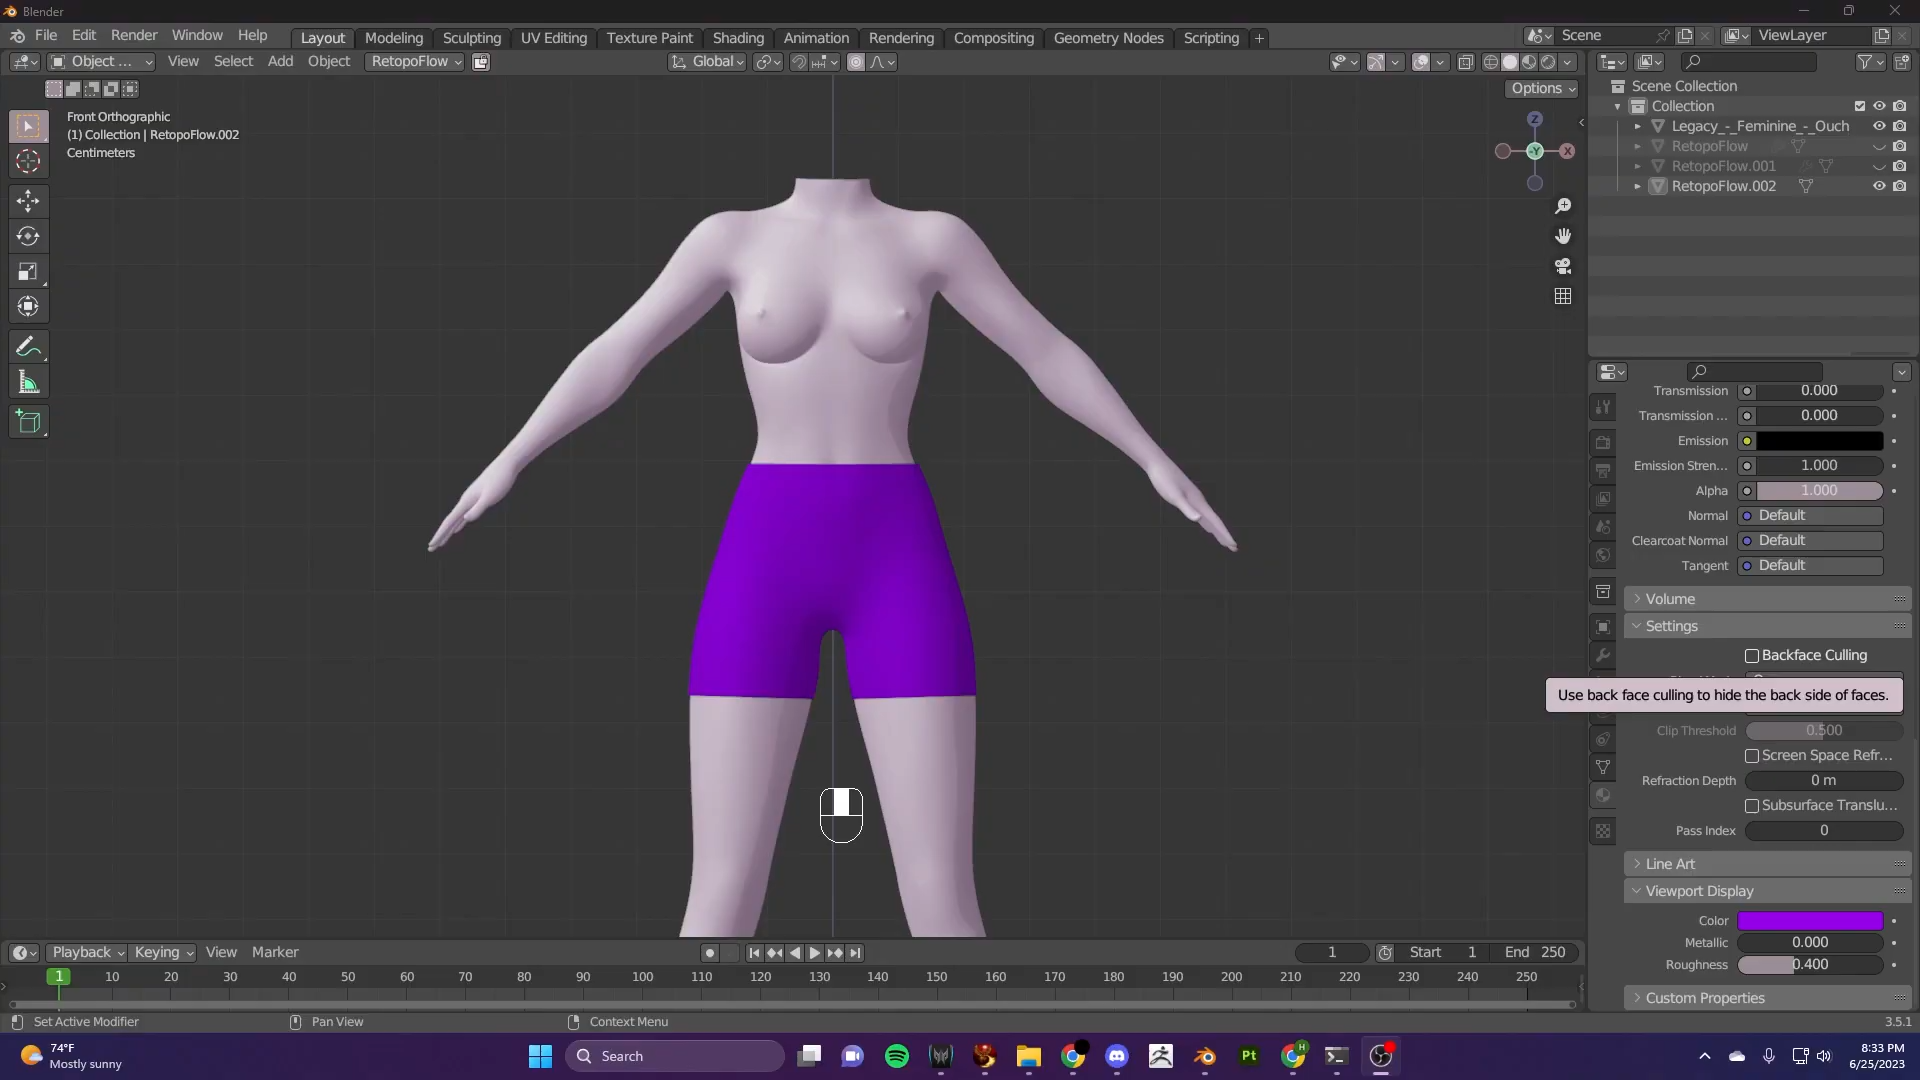 Blender
File Edit Render Window Help Layout Modeling Sculpting UV Editing Texture Paint Shading Animation Rendering Compositing Geometry Nodes Scripting + Scene ViewLayer
Object ... View Select Add Object RetopoFlow Global
Options
Front Orthographic
(1) Collection | RetopoFlow.002
Centimeters
Z
-Y
X
Scene Collection
Collection
Legacy_-_Feminine_-_Ouch
RetopoFlow
RetopoFlow.001
RetopoFlow.002
Transmission 0.000
Transmission ... 0.000
Emission
Emission Stren... 1.000
Alpha 1.000
Normal Default
Clearcoat Normal Default
Tangent Default
Volume
Settings
Backface Culling
Use back face culling to hide the back side of faces.
Clip Threshold 0.500
Screen Space Refr...
Refraction Depth 0 m
Subsurface Translu...
Pass Index 0
Line Art
Viewport Display
Color
Metallic 0.000
Roughness 0.400
Custom Properties
Playback Keying View Marker 1 Start 1 End 250
1 10 20 30 40 50 60 70 80 90 100 110 120 130 140 150 160 170 180 190 200 210 220 230 240 250
Set Active Modifier Pan View Context Menu 3.5.1
74°F
Mostly sunny
Search
Pt
H
8:33 PM
6/25/2023